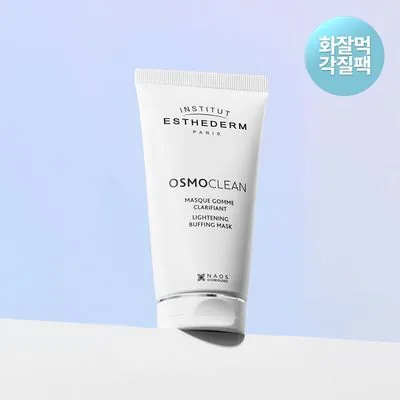 화잘먹
각질팩
INSTITUT
ESTHEDERM
PARIS
OSMOCLEAN
MASQUE GOMME
CLARIFIANT
LIGHTENING
BUFFING MASK
NAOS